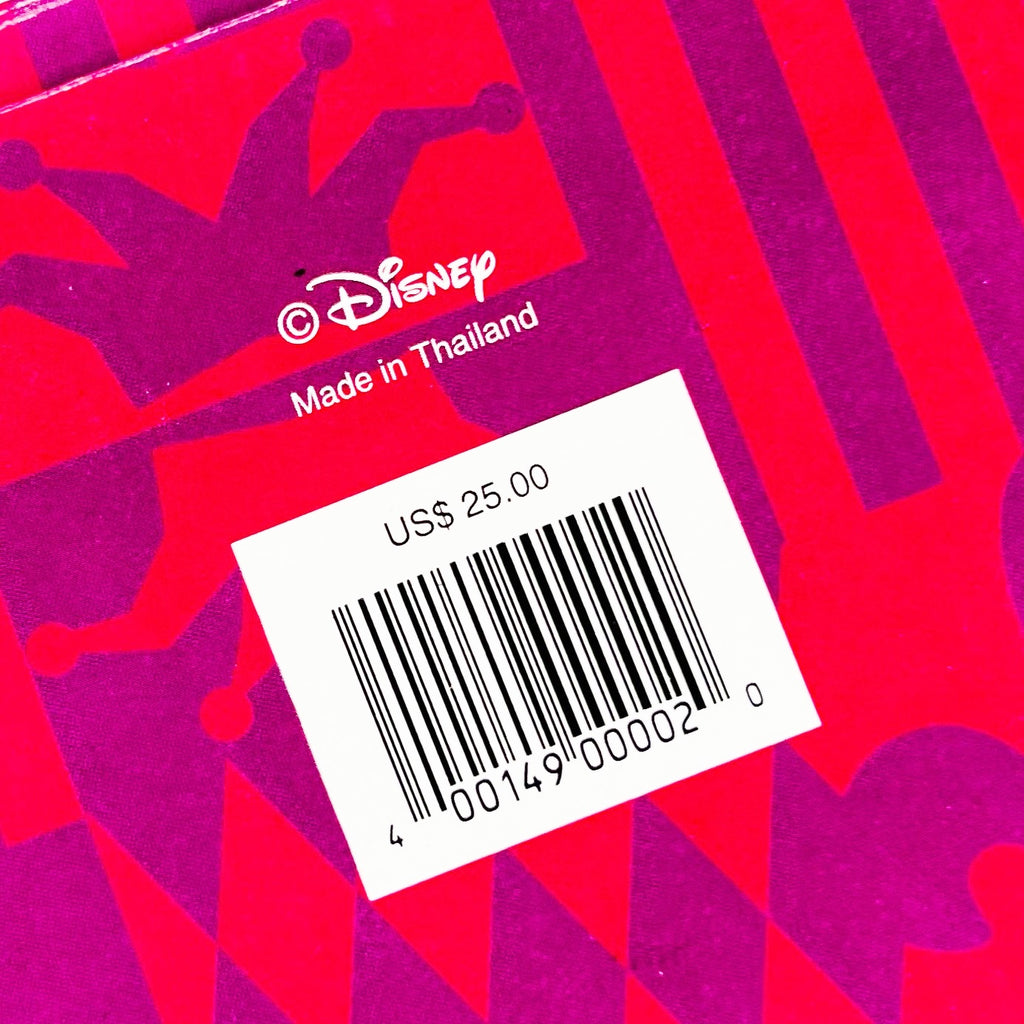 © Disney
Made in Thailand
US$ 25.00
4 00149 00002 0